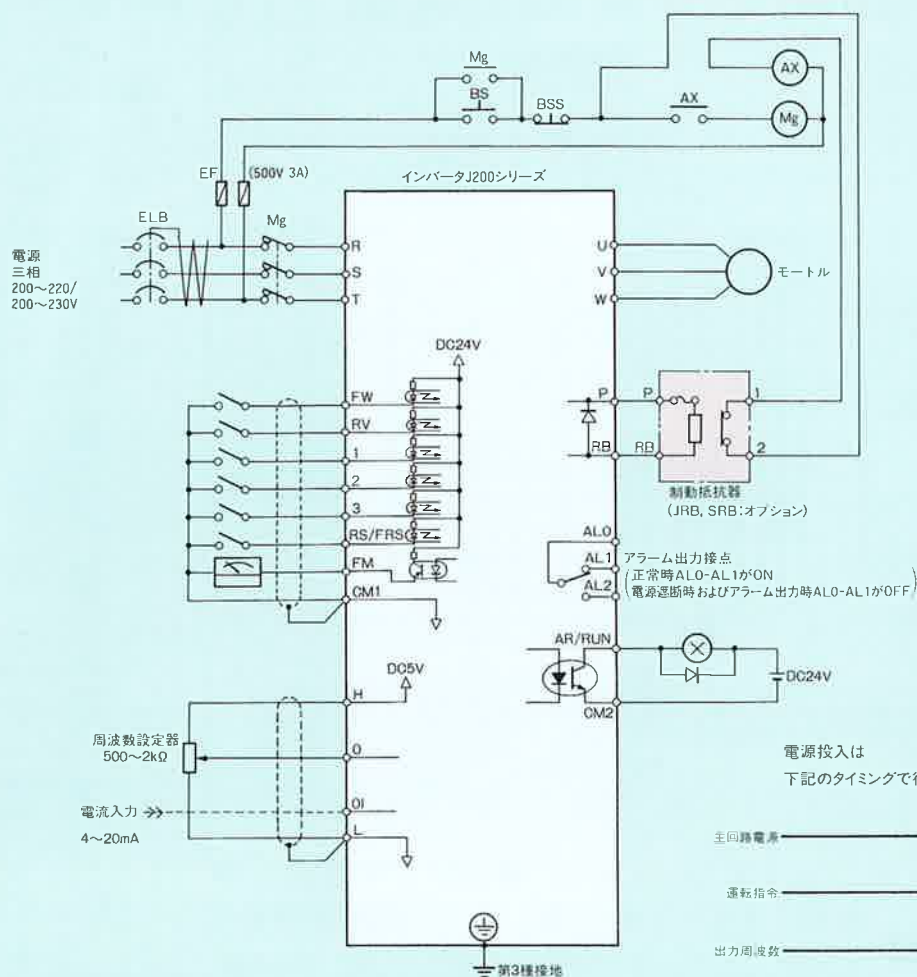 Mg
BS
BSS
AX
AX
Mg
EF
(500V 3A)
インバータJ200シリーズ
ELB
Mg
電源
三相
200〜220/
200〜230V
R
S
T
U
V
W
モートル
DC24V
FW
RV
1
2
3
RS/FRS
FM
CM1
P
P
1
RB
RB
2
制動抵抗器
(JRB, SRB:オプション)
AL0
AL1
AL2
アラーム出力接点
(正常時AL0-AL1がON
電源遮断時およびアラーム出力時AL0-AL1がOFF)
AR/RUN
CM2
DC24V
DC5V
H
周波数設定器
500〜2kΩ
O
電流入力
4〜20mA
OI
L
電源投入は
下記のタイミングで
主回路電源
運転指令
出力周波数
第3種接地